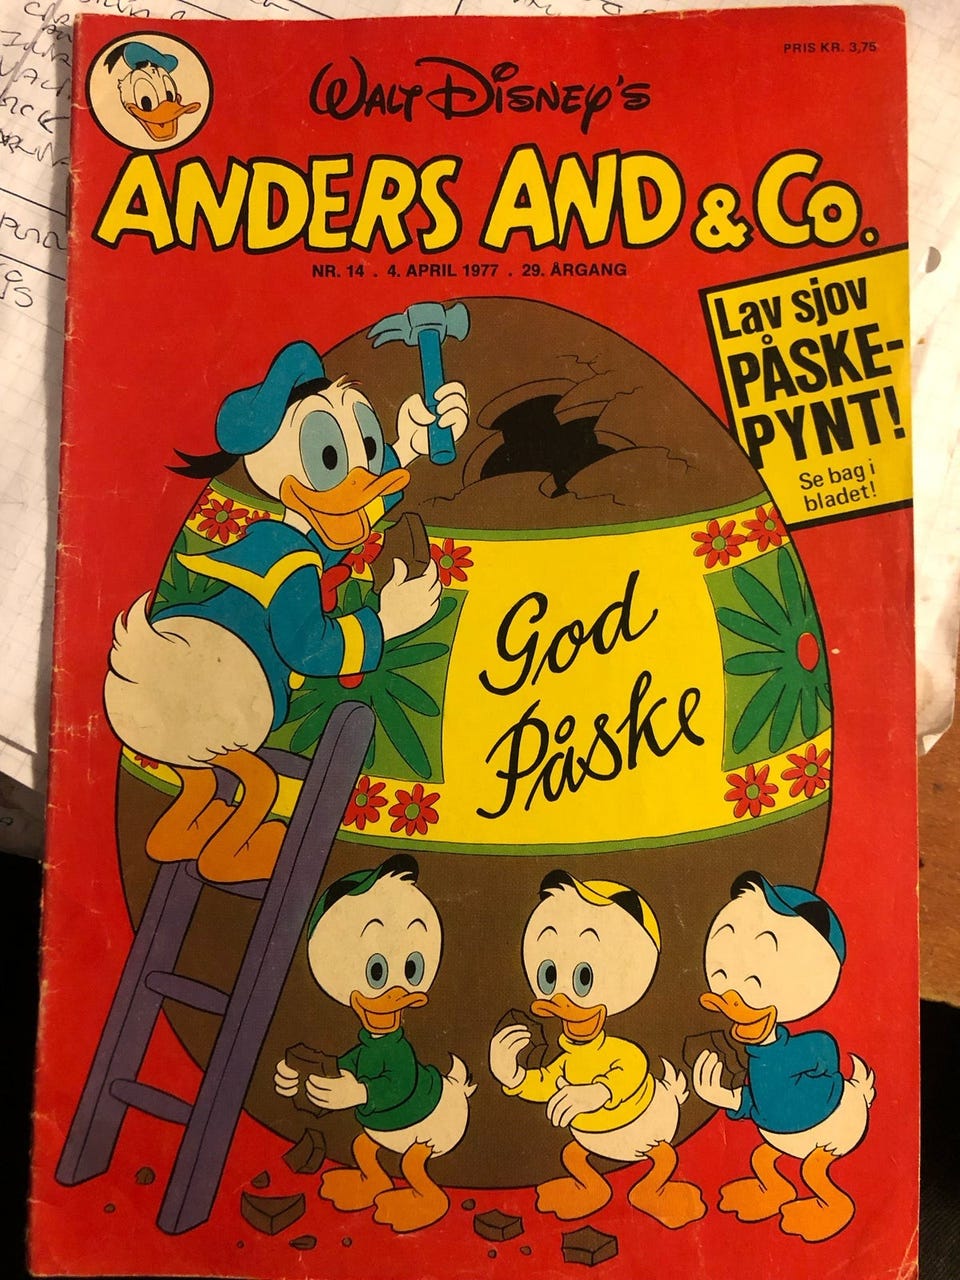 PRIS KR. 3,75
WALT DISNEY'S
ANDERS AND & CO.
NR. 14 . 4. APRIL 1977 . 29. ÅRGANG
Lav sjov
PÅSKE-
PYNT!
Se bag i
bladet!
God
Påske